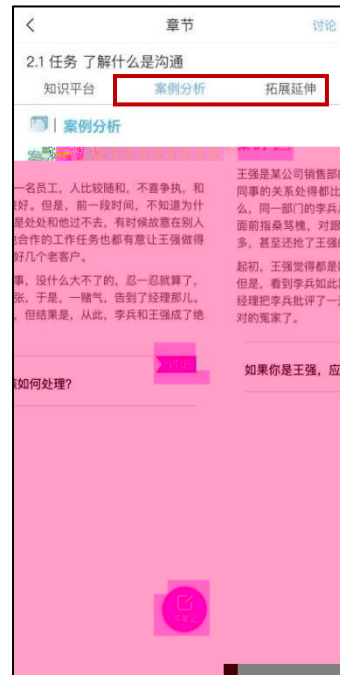 章节
讨论
2.1 任务 了解什么是沟通
知识平台 案例分析 拓展延伸
案例分析
一名员工，人比较随和，不喜争执，和
好。但是，前一段时间，不知道为什
是处处和他过不去，有时候故意在别人
合作的工作任务也都有意让王强做得
好几个老客户。
事，没什么大不了的，忍一忍就算了，
张，于是，一赌气，告到了经理那儿。
，但结果是，从此，李兵和王强成了绝
讨论
如何处理？
王强是某公司销售部
同事的关系处得都比
么，同一部门的李兵
面前指桑骂槐，对跟
多，甚至还抢了王强
起初，王强觉得都是
但是，看到李兵如此
经理把李兵批评了一
对的冤家了。
如果你是王强，应